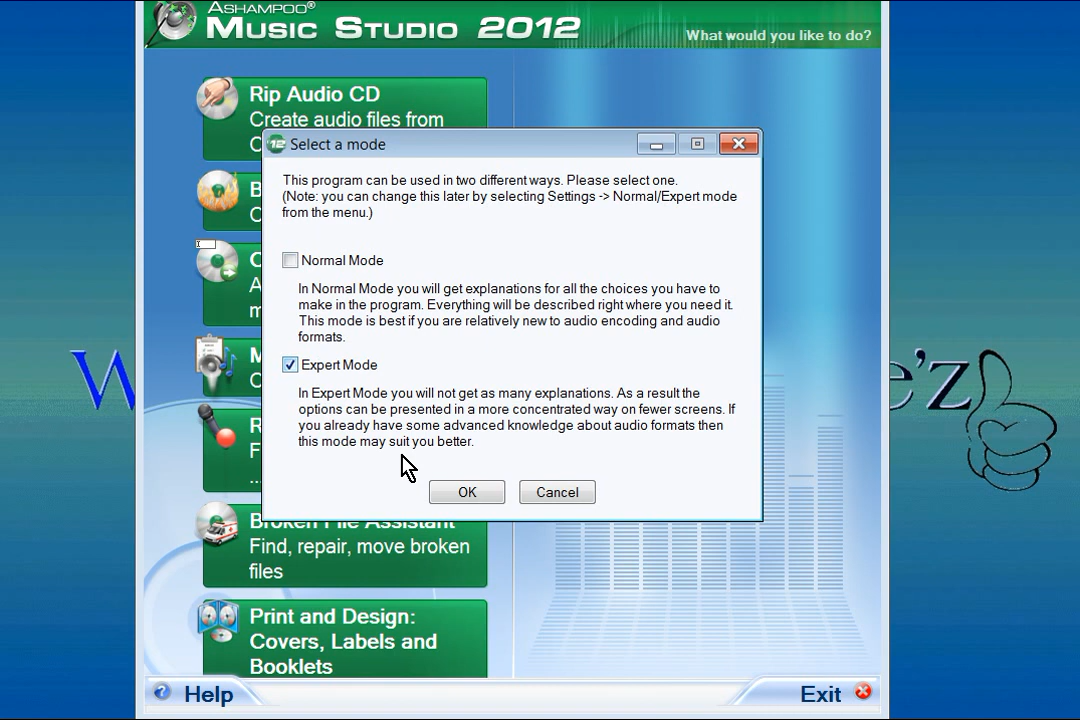 ASHAMPOO®
MUSIC STUDIO 2012
What would you like to do?
Rip Audio CD
Create audio files from
C
12 Select a mode
This program can be used in two different ways. Please select one.
(Note: you can change this later by selecting Settings -> Normal/Expert mode
from the menu.)
B
C
Normal Mode
C
A
m
In Normal Mode you will get explanations for all the choices you have to
make in the program. Everything will be described right where you need it.
This mode is best if you are relatively new to audio encoding and audio
formats.
M
C
Expert Mode
In Expert Mode you will not get as many explanations. As a result the
options can be presented in a more concentrated way on fewer screens. If
you already have some advanced knowledge about audio formats then
this mode may suit you better.
W
e'z
R
F
...
OK
Cancel
Broken File Assistant
Find, repair, move broken
files
Print and Design:
Covers, Labels and
Booklets
Help
Exit